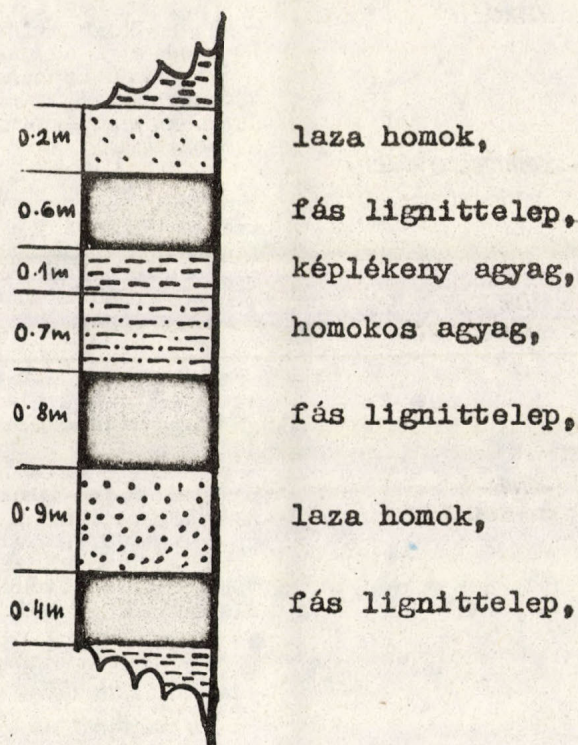 0.2m laza homok,
0.6m fás lignittelep,
0.1m képlékeny agyag,
0.7m homokos agyag,
0.8m fás lignittelep,
0.9m laza homok,
0.4m fás lignittelep,